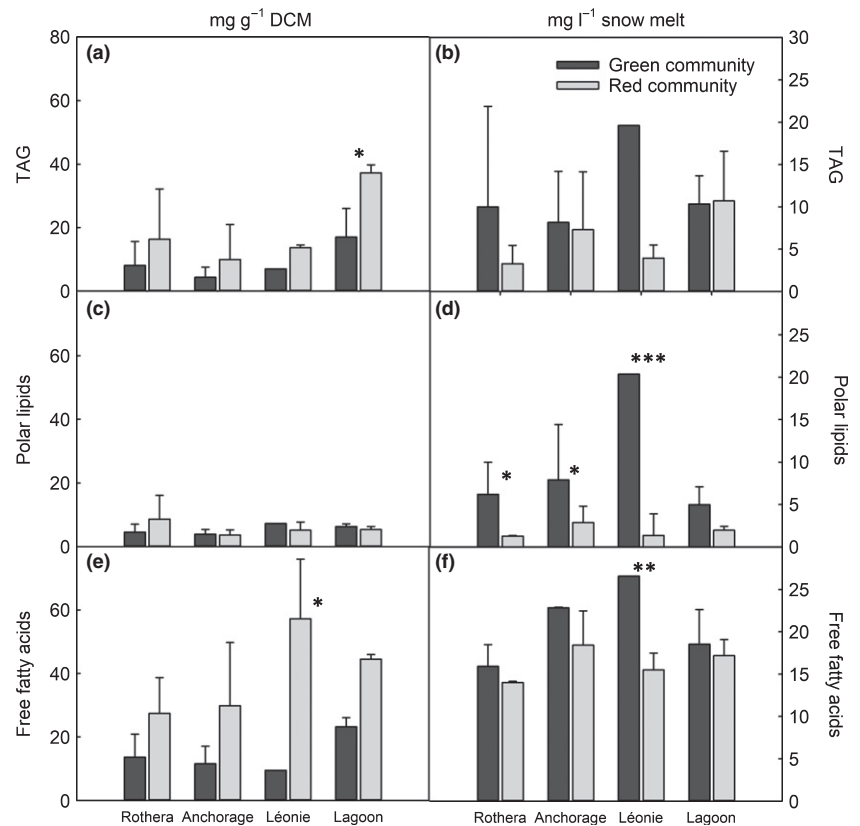 mg g⁻¹ DCM
mg l⁻¹ snow melt
(a)
TAG
80
60
40
20
0
*
(b)
Green community
Red community
30
25
20
15
10
5
0
TAG
(c)
Polar lipids
60
40
20
0
(d)
*
*
***
25
20
15
10
5
0
Polar lipids
(e)
Free fatty acids
60
40
20
0
*
Rothera Anchorage Léonie Lagoon
(f)
**
25
20
15
10
5
0
Free fatty acids
Rothera Anchorage Léonie Lagoon